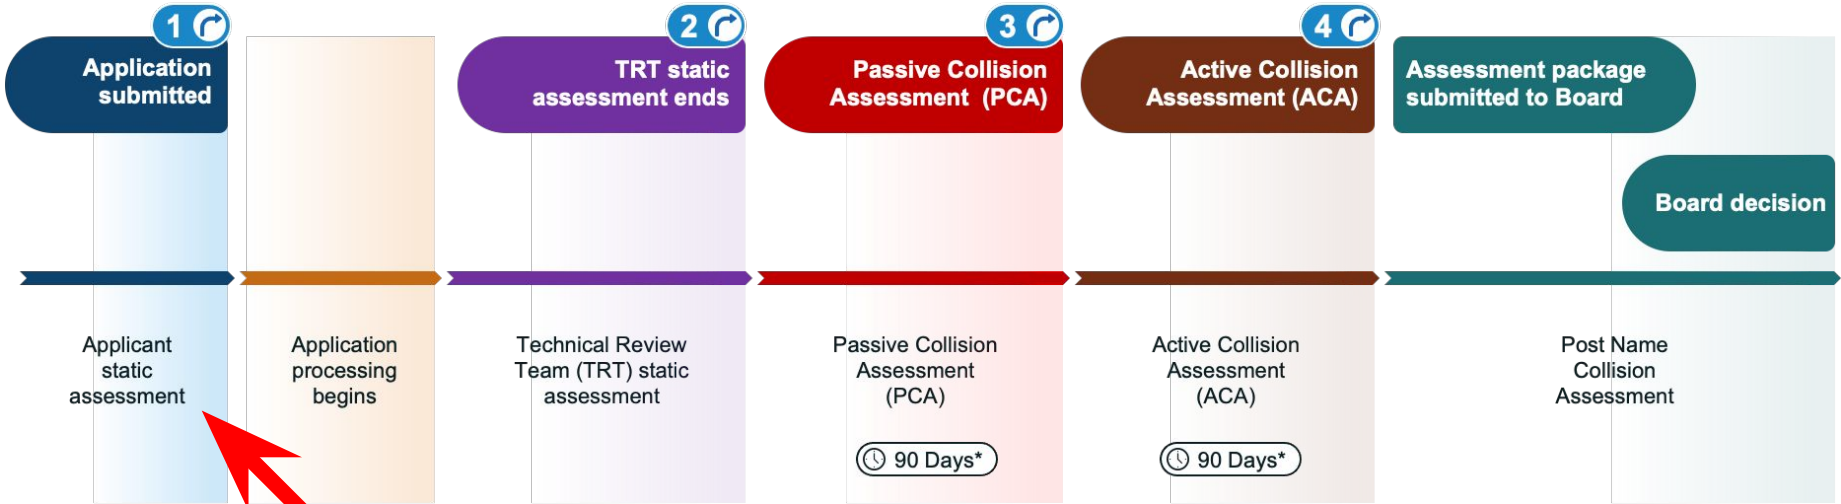 1
Application
submitted
2
TRT static
assessment ends
3
Passive Collision
Assessment (PCA)
4
Active Collision
Assessment (ACA)
Assessment package
submitted to Board
Board decision
Applicant
static
assessment
Application
processing
begins
Technical Review
Team (TRT) static
assessment
Passive Collision
Assessment
(PCA)
90 Days*
Active Collision
Assessment
(ACA)
90 Days*
Post Name
Collision
Assessment